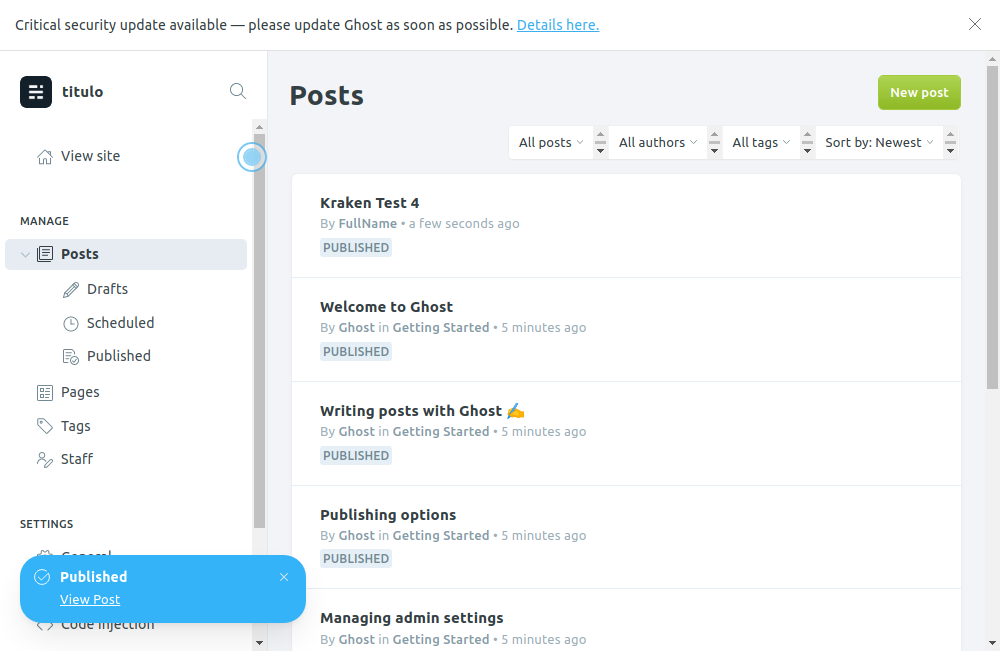 Critical security update available — please update Ghost as soon as possible. Details here.
titulo
View site
MANAGE
Posts
Drafts
Scheduled
Published
Pages
Tags
Staff
SETTINGS
General
Code injection
Published
View Post
Posts
New post
All posts
All authors
All tags
Sort by: Newest
Kraken Test 4
By FullName • a few seconds ago
PUBLISHED
Welcome to Ghost
By Ghost in Getting Started • 5 minutes ago
PUBLISHED
Writing posts with Ghost ✍️
By Ghost in Getting Started • 5 minutes ago
PUBLISHED
Publishing options
By Ghost in Getting Started • 5 minutes ago
PUBLISHED
Managing admin settings
By Ghost in Getting Started • 5 minutes ago